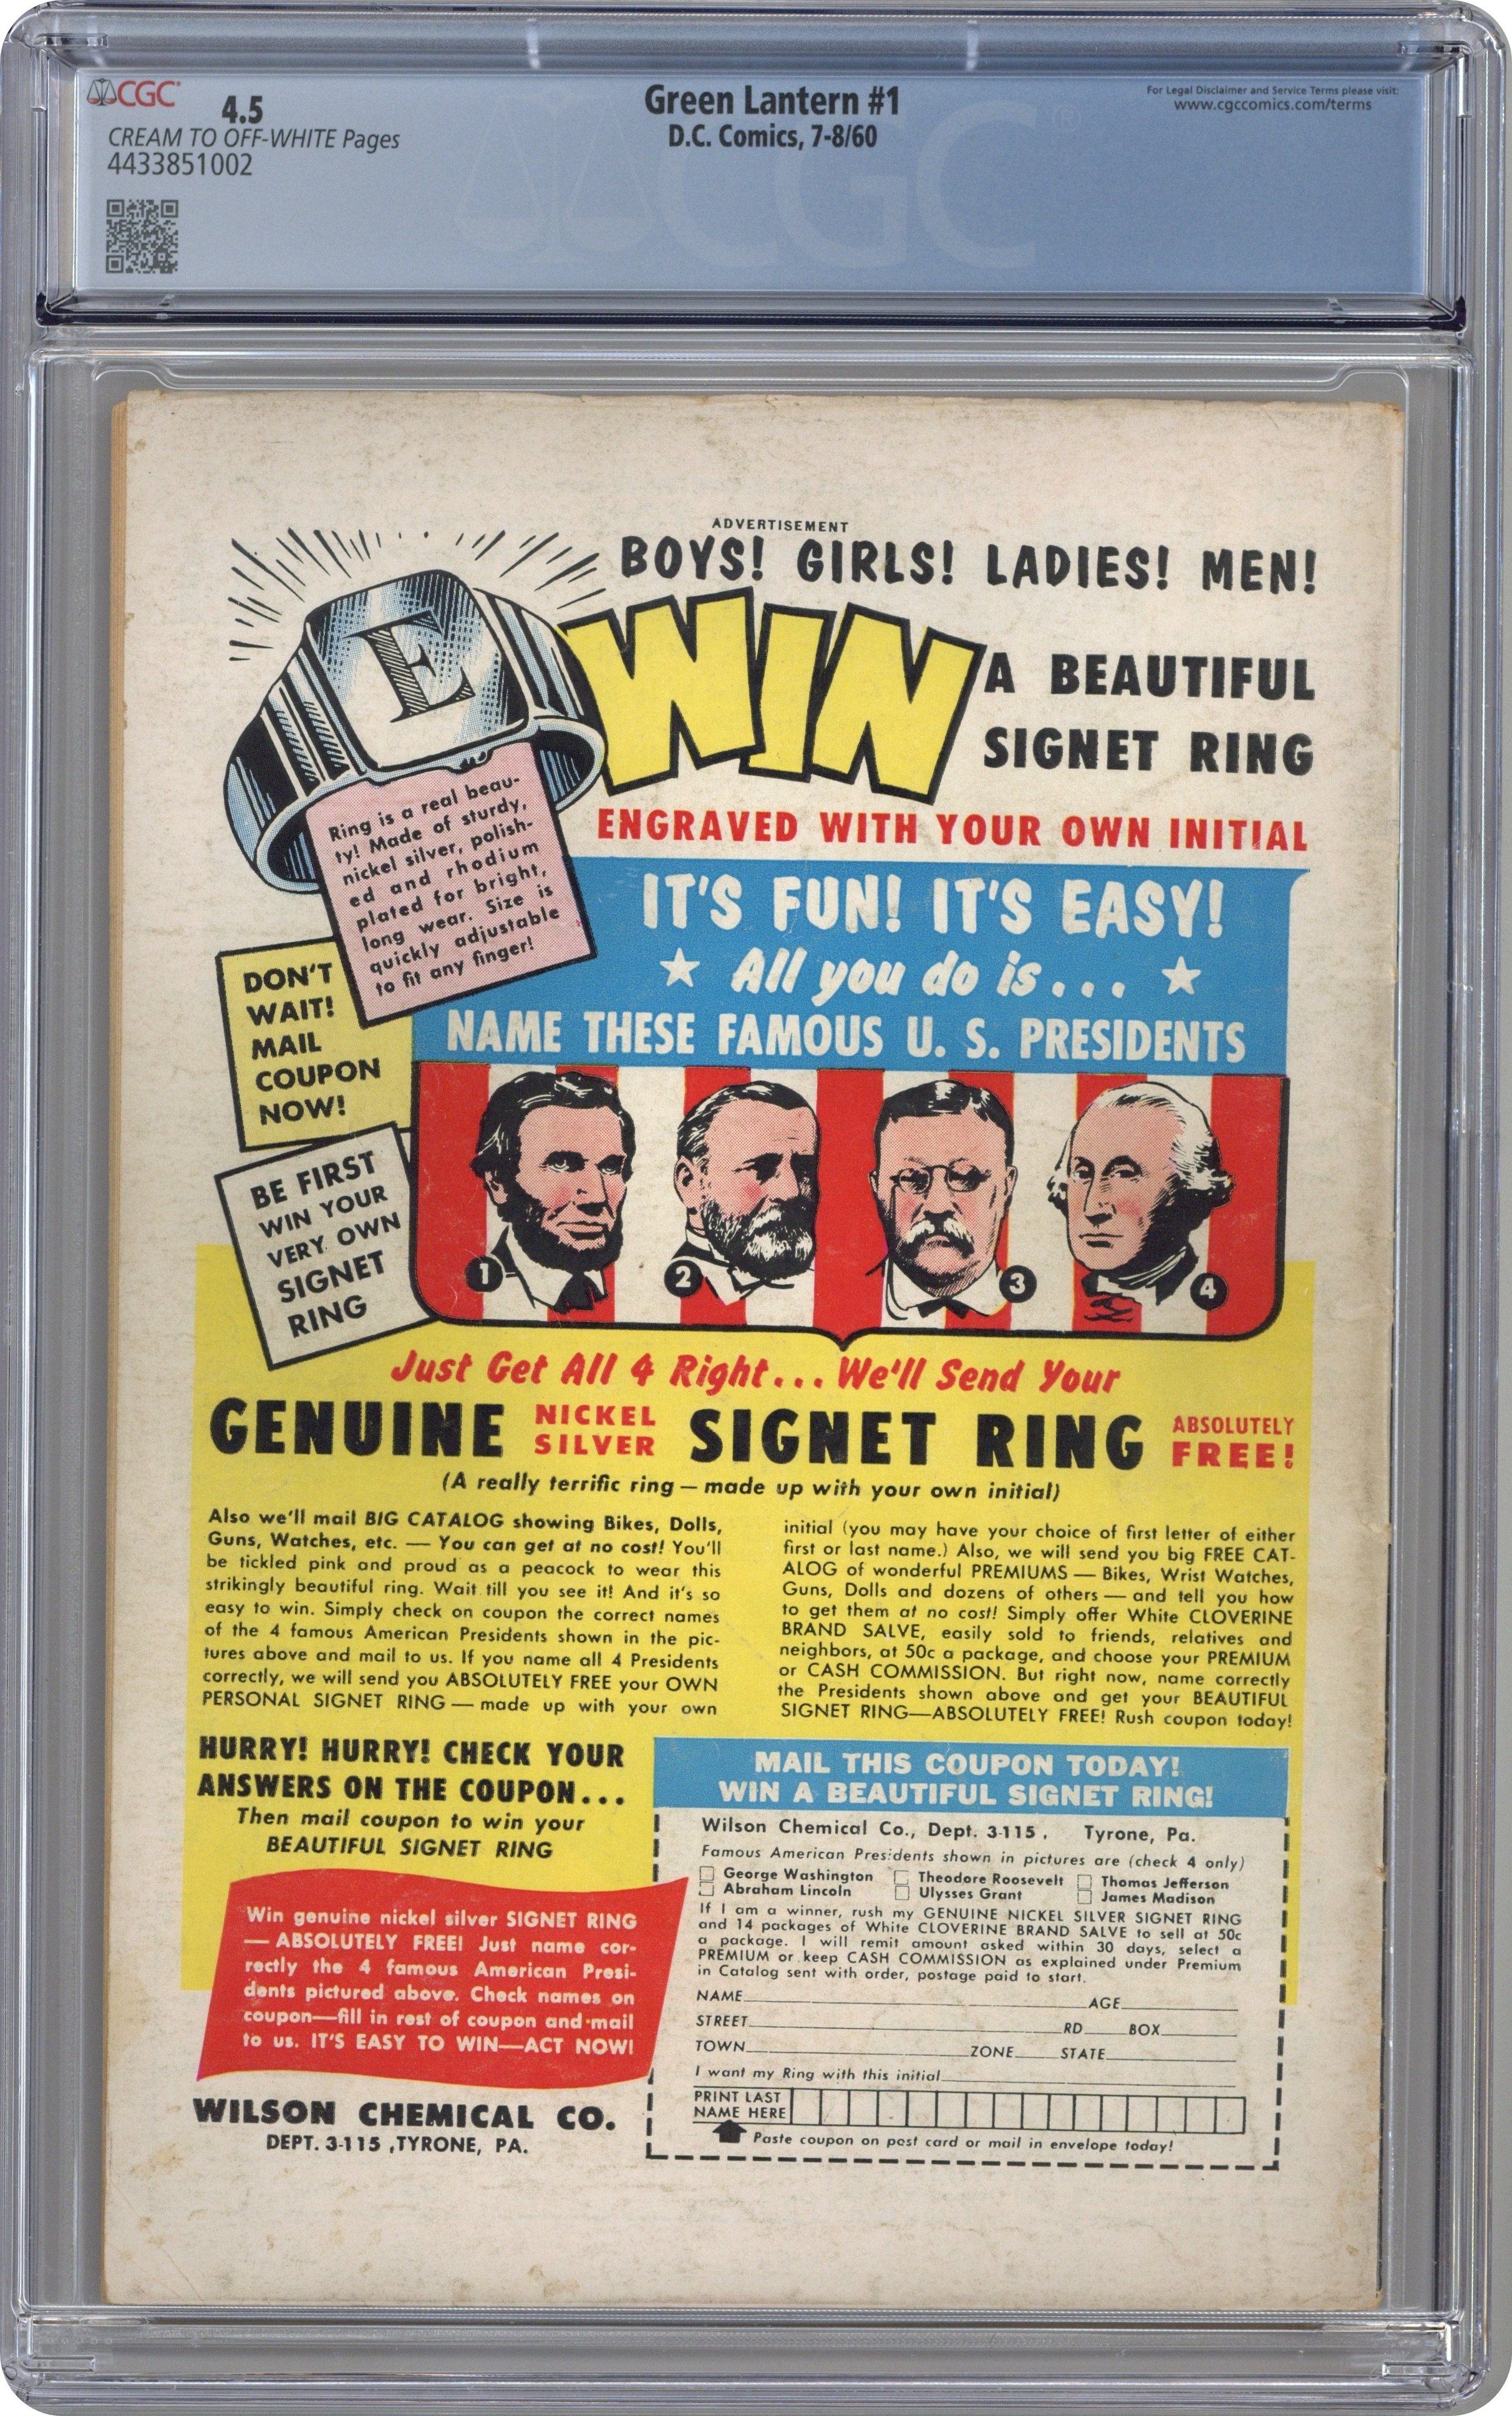 CGC
4.5
CREAM TO OFF-WHITE Pages
4433851002
Green Lantern #1
D.C. Comics, 7-8/60
For Legal Disclaimer and Service Terms please visit:
www.cgccomics.com/terms
CGC
ADVERTISEMENT
BOYS! GIRLS! LADIES! MEN!
E
WIN
A BEAUTIFUL
SIGNET RING
ENGRAVED WITH YOUR OWN INITIAL
Ring is a real beau-
ty! Made of sturdy,
nickel silver, polish-
ed and rhodium
plated for bright,
long wear. Size is
quickly adjustable
to fit any finger!
IT'S FUN! IT'S EASY!
All you do is...
NAME THESE FAMOUS U. S. PRESIDENTS
DON'T
WAIT!
MAIL
COUPON
NOW!
BE FIRST
WIN YOUR
VERY OWN
SIGNET
RING
1
2
3
4
Just Get All 4 Right... We'll Send Your
GENUINE NICKEL SILVER SIGNET RING ABSOLUTELY FREE!
(A really terrific ring — made up with your own initial)
Also we'll mail BIG CATALOG showing Bikes, Dolls,
Guns, Watches, etc. — You can get at no cost! You'll
be tickled pink and proud as a peacock to wear this
strikingly beautiful ring. Wait till you see it! And it's so
easy to win. Simply check on coupon the correct names
of the 4 famous American Presidents shown in the pic-
tures above and mail to us. If you name all 4 Presidents
correctly, we will send you ABSOLUTELY FREE your OWN
PERSONAL SIGNET RING — made up with your own
initial (you may have your choice of first letter of either
first or last name.) Also, we will send you big FREE CAT-
ALOG of wonderful PREMIUMS — Bikes, Wrist Watches,
Guns, Dolls and dozens of others — and tell you how
to get them at no cost! Simply offer White CLOVERINE
BRAND SALVE, easily sold to friends, relatives and
neighbors, at 50c a package, and choose your PREMIUM
or CASH COMMISSION. But right now, name correctly
the Presidents shown above and get your BEAUTIFUL
SIGNET RING—ABSOLUTELY FREE! Rush coupon today!
HURRY! HURRY! CHECK YOUR
ANSWERS ON THE COUPON...
Then mail coupon to win your
BEAUTIFUL SIGNET RING
Win genuine nickel silver SIGNET RING
— ABSOLUTELY FREE! Just name cor-
rectly the 4 famous American Presi-
dents pictured above. Check names on
coupon—fill in rest of coupon and mail
to us. IT'S EASY TO WIN—ACT NOW!
WILSON CHEMICAL CO.
DEPT. 3-115 , TYRONE, PA.
MAIL THIS COUPON TODAY!
WIN A BEAUTIFUL SIGNET RING!
Wilson Chemical Co., Dept. 3-115 , Tyrone, Pa.
Famous American Presidents shown in pictures are (check 4 only)
George Washington Theodore Roosevelt Thomas Jefferson
Abraham Lincoln Ulysses Grant James Madison
If I am a winner, rush my GENUINE NICKEL SILVER SIGNET RING
and 14 packages of White CLOVERINE BRAND SALVE to sell at 50c
a package. I will remit amount asked within 30 days, select a
PREMIUM or keep CASH COMMISSION as explained under Premium
in Catalog sent with order, postage paid to start.
NAME AGE
STREET RD BOX
TOWN ZONE STATE
I want my Ring with this initial
PRINT LAST
NAME HERE
Paste coupon on post card or mail in envelope today!